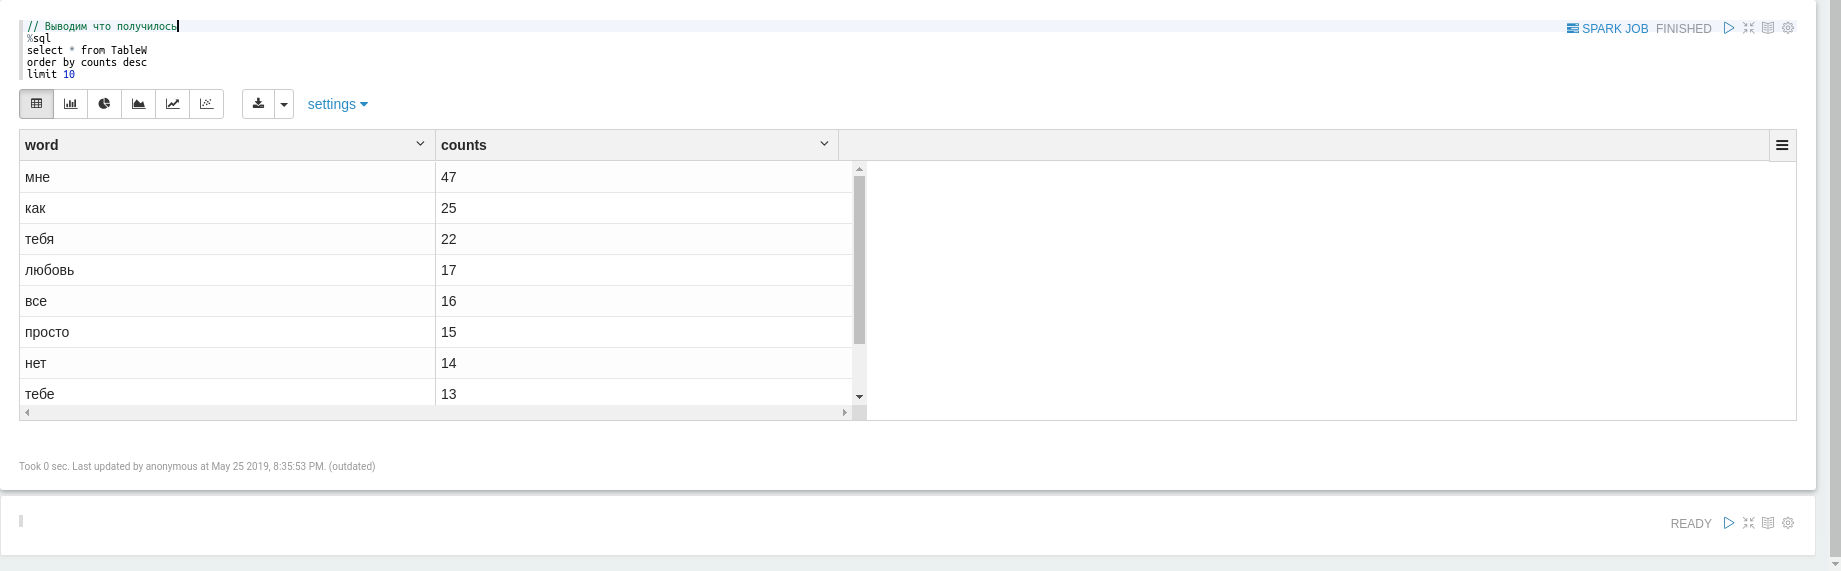 // Выводим что получилось
SPARK JOB FINISHED
%sql
select * from TableW
order by counts desc
limit 10
settings
word counts
мне 47
как 25
тебя 22
любовь 17
все 16
просто 15
нет 14
тебе 13
Took 0 sec. Last updated by anonymous at May 25 2019, 8:35:53 PM. (outdated)
READY